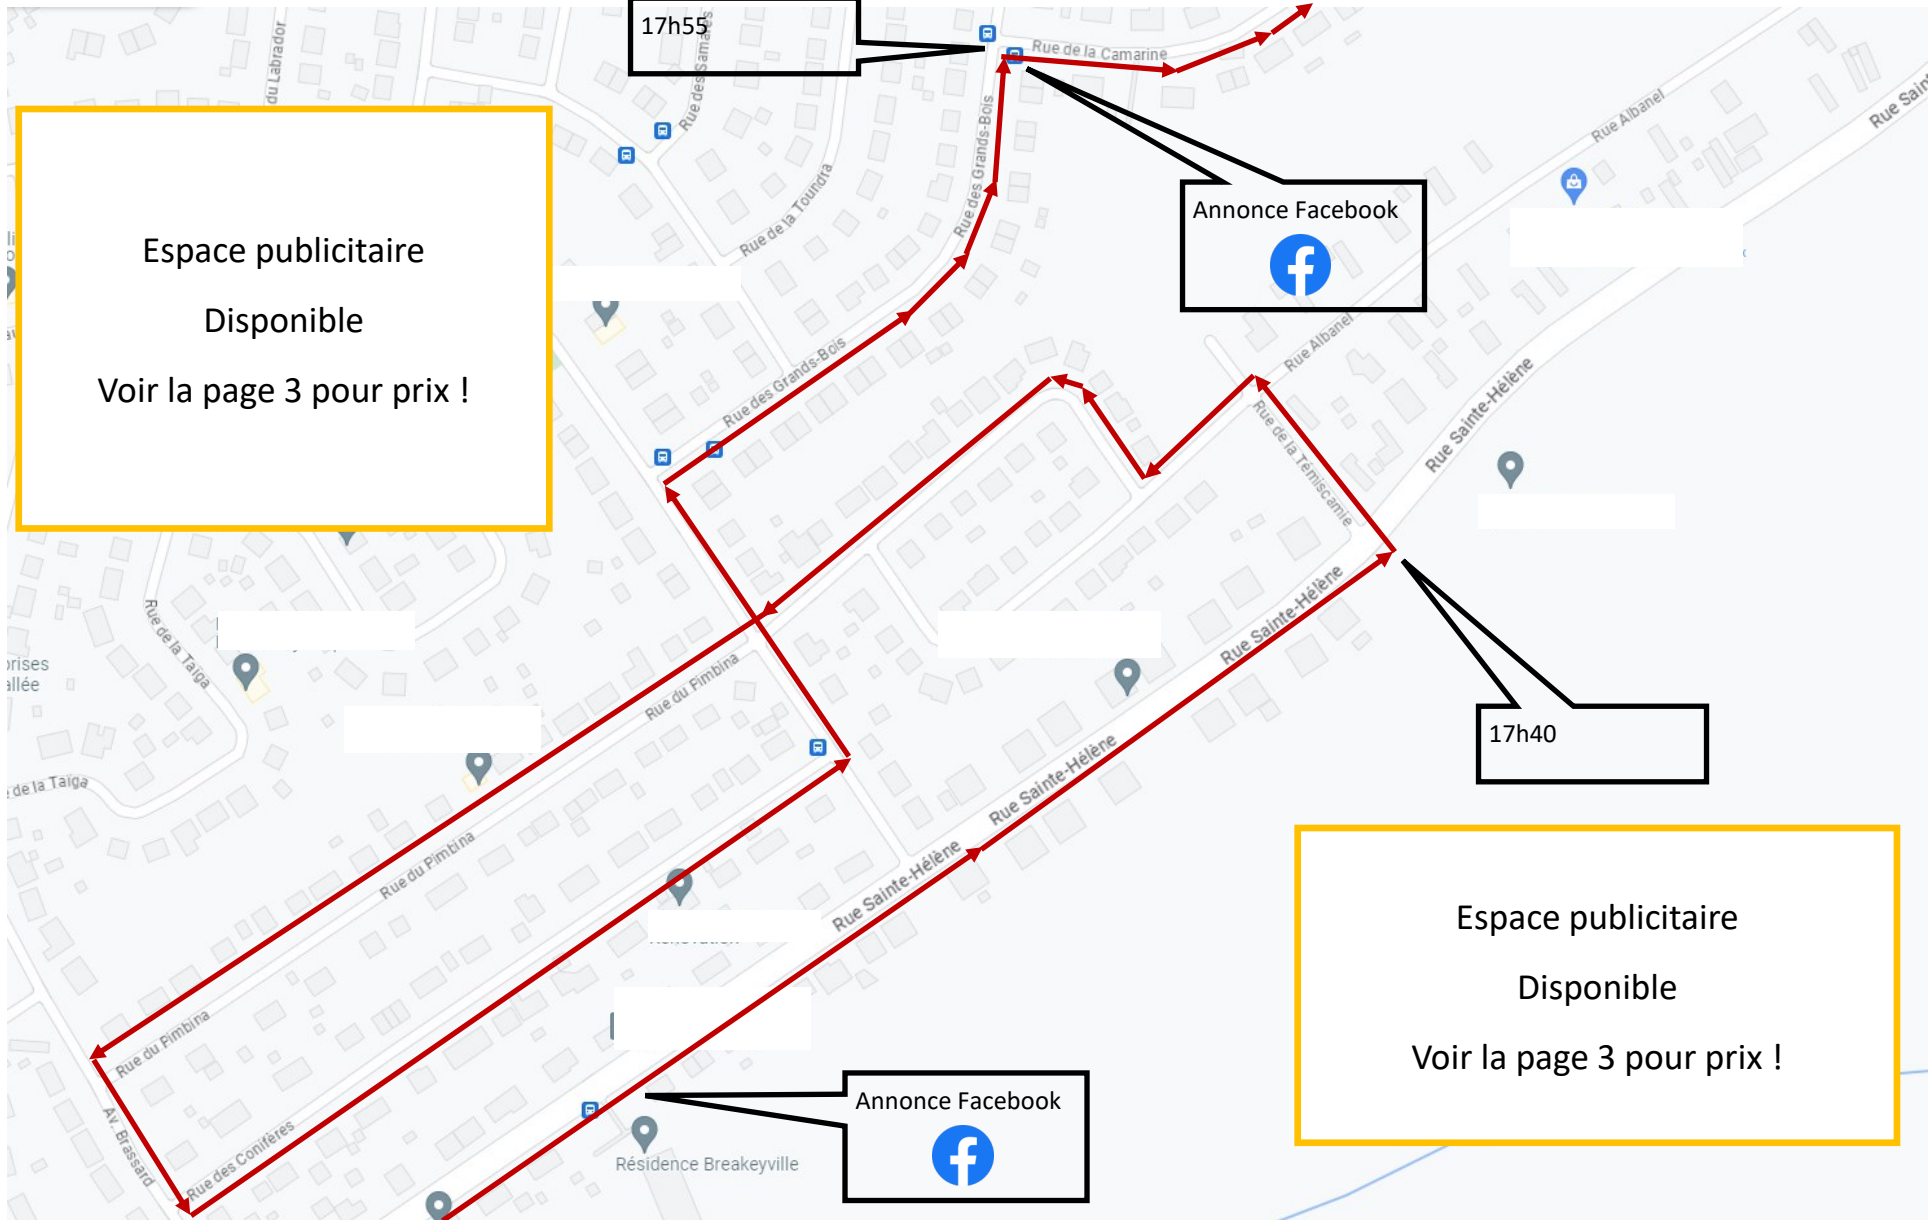 17h55
Rue de la Camarine
Rue Albanel
du Labrador
Rue des Samares
Rue des Grands-Bois
Rue de la Toundra
Annonce Facebook
Espace publicitaire
Disponible
Voir la page 3 pour prix !
Rue des Grands-Bois
Rue Albanel
Rue Sainte-Hélène
Rue de la Témiscamie
Rue Sainte-Hélène
Rue de la Taïga
prises
allée
Rue du Pimbina
17h40
Rue Sainte-Hélène
de la Taïga
Rue du Pimbina
Rue Sainte-Hélène
Espace publicitaire
Disponible
Voir la page 3 pour prix !
Rue du Pimbina
Av. Brassard
Rue des Conifères
Annonce Facebook
Résidence Breakeyville